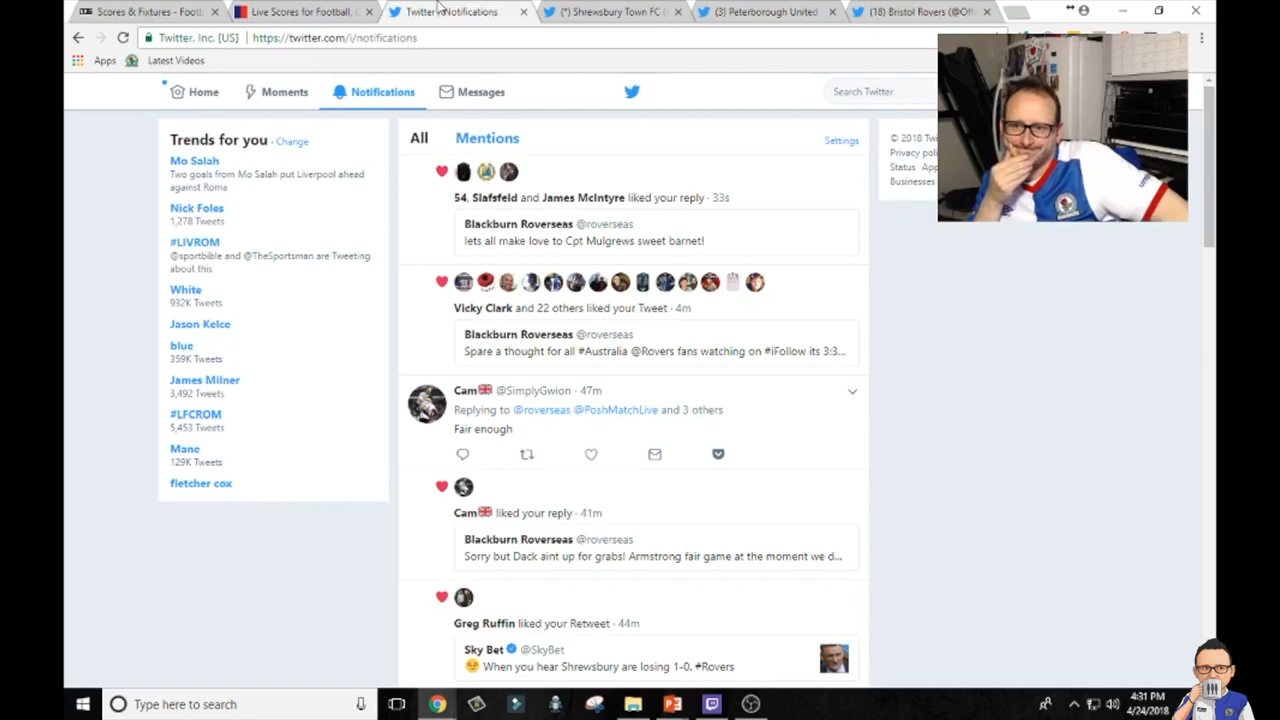 Scores & Fixtures - Footb
Live Scores for Football, C
Twitter / Notifications
(*) Shrewsbury Town FC (
(3) Peterborough United
(18) Bristol Rovers (@Offi
Twitter, Inc. [US]
https://twitter.com/i/notifications
Apps
Latest Videos
Home
Moments
Notifications
Messages
Search Twitter
Trends for you · Change
Mo Salah
Two goals from Mo Salah put Liverpool ahead
against Roma
Nick Foles
1,278 Tweets
#LIVROM
@sportbible and @TheSportsman are Tweeting
about this
White
932K Tweets
Jason Kelce
blue
359K Tweets
James Milner
3,492 Tweets
#LFCROM
5,453 Tweets
Mane
129K Tweets
fletcher cox
All
Mentions
Settings
54, Slafsfeld and James McIntyre liked your reply · 33s
Blackburn Roverseas @roverseas
lets all make love to Cpt Mulgrews sweet barnet!
Vicky Clark and 22 others liked your Tweet · 4m
Blackburn Roverseas @roverseas
Spare a thought for all #Australia @Rovers fans watching on #iFollow its 3:3...
Cam🇬🇧 @SimplyGwion · 47m
Replying to @roverseas @PoshMatchLive and 3 others
Fair enough
Cam🇬🇧 liked your reply · 41m
Blackburn Roverseas @roverseas
Sorry but Dack aint up for grabs! Armstrong fair game at the moment we d...
Greg Ruffin liked your Retweet · 44m
Sky Bet @SkyBet
😏 When you hear Shrewsbury are losing 1-0. #Rovers
© 2018 Twi
Privacy poli
Status App
Businesses
Type here to search
4:31 PM
4/24/2018